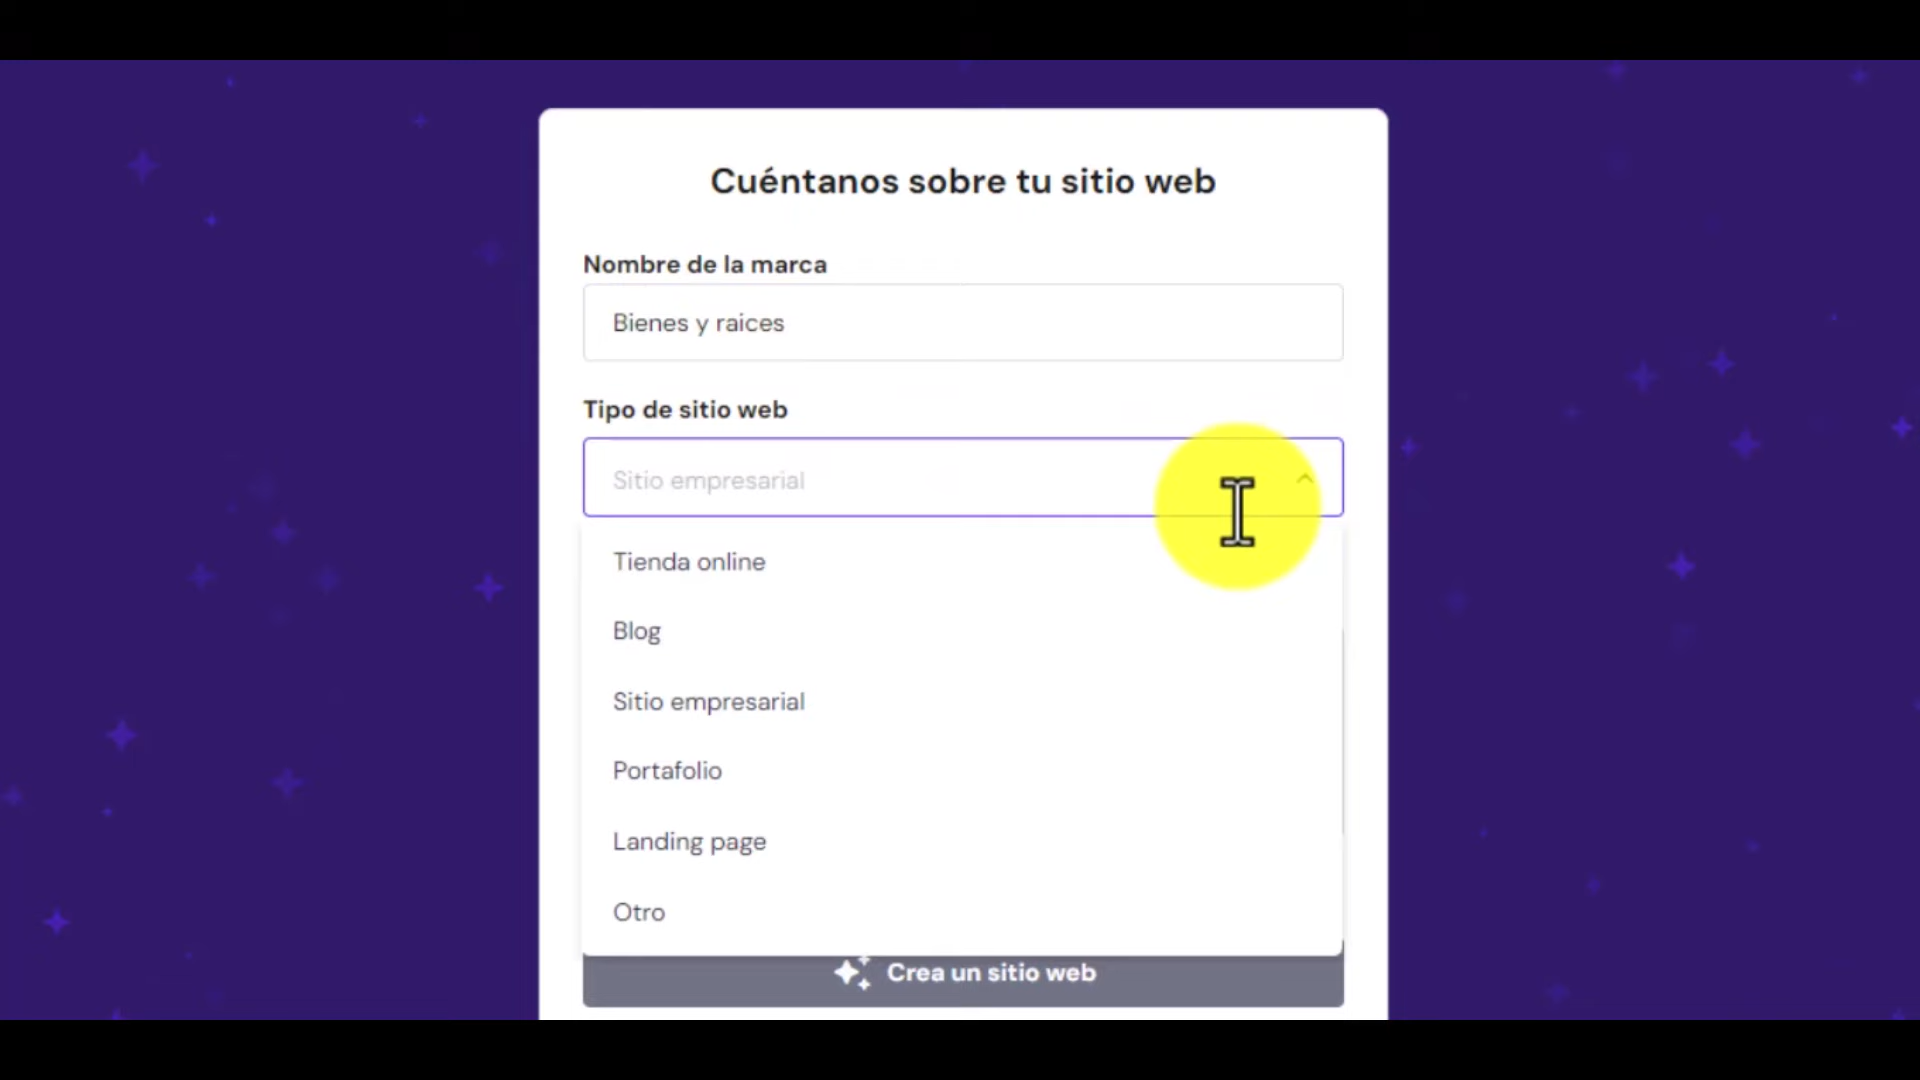 Cuéntanos sobre tu sitio web
Nombre de la marca
Bienes y raices
Tipo de sitio web
Sitio empresarial
Tienda online
Blog
Sitio empresarial
Portafolio
Landing page
Otro
Crea un sitio web